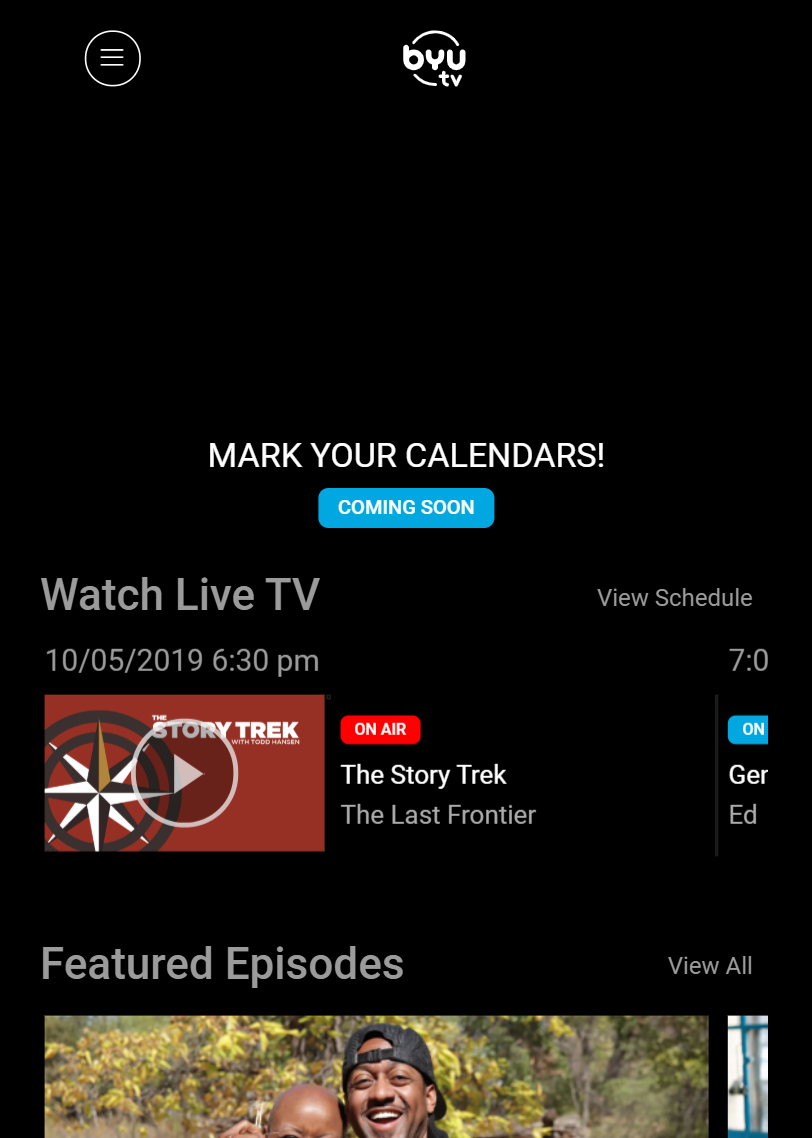 byu
tv
MARK YOUR CALENDARS!
COMING SOON
Watch Live TV
View Schedule
10/05/2019 6:30 pm
7:0
THE
STORY TREK
WITH TODD HANSEN
ON AIR
The Story Trek
The Last Frontier
ON
Ger
Ed
Featured Episodes
View All